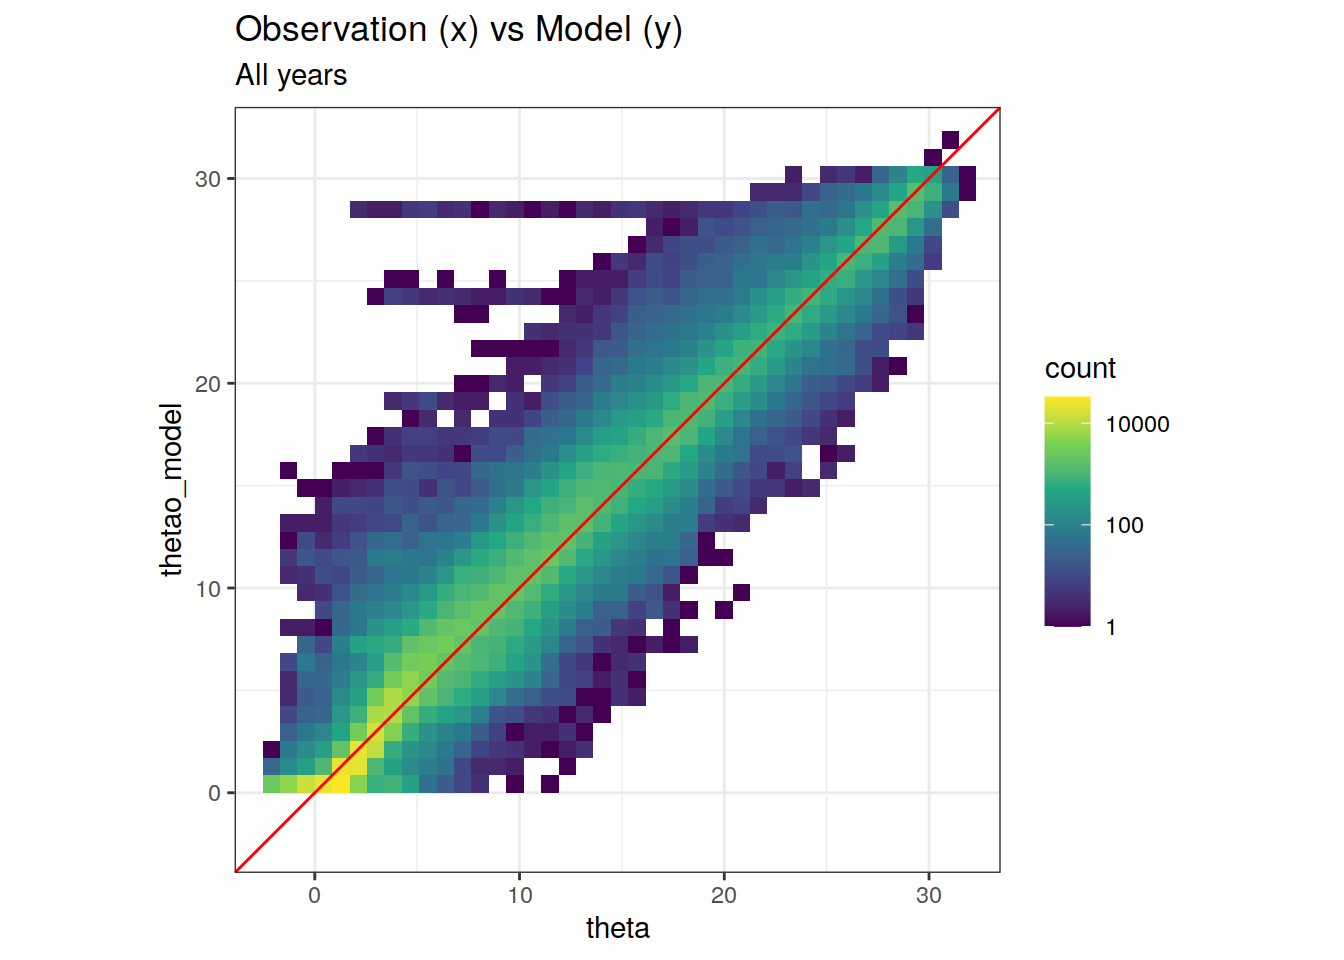 Observation (x) vs Model (y)
All years
thetao_model
30
20
10
0
0 10 20 30
theta
count
10000
100
1